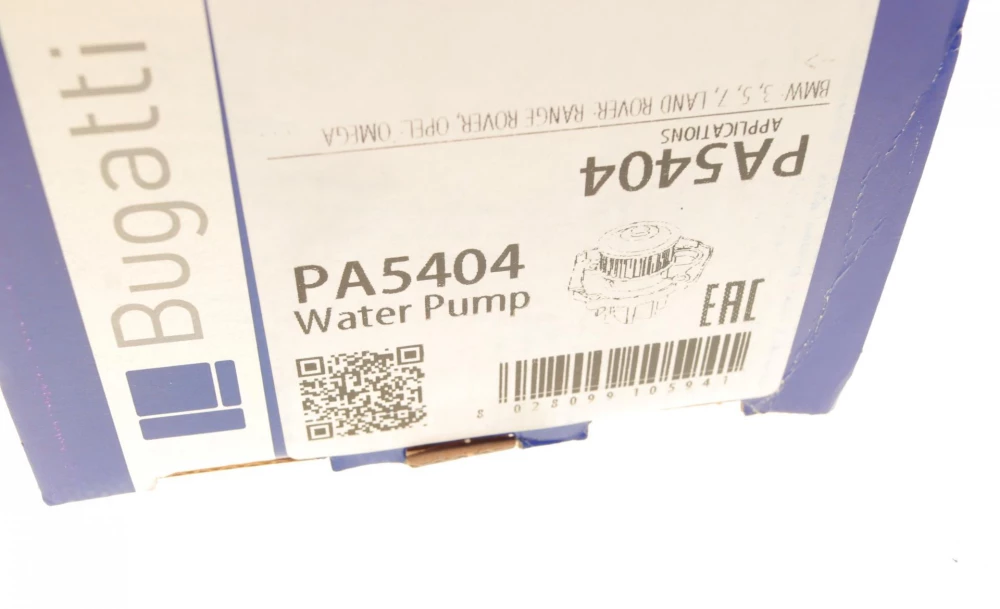 Bugatti
BMW: 3, 5, 7, LAND ROVER: RANGE ROVER, OPEL: OMEGA
APPLICATIONS
PA5404
PA5404
Water Pump
EAC
8 028099 105941